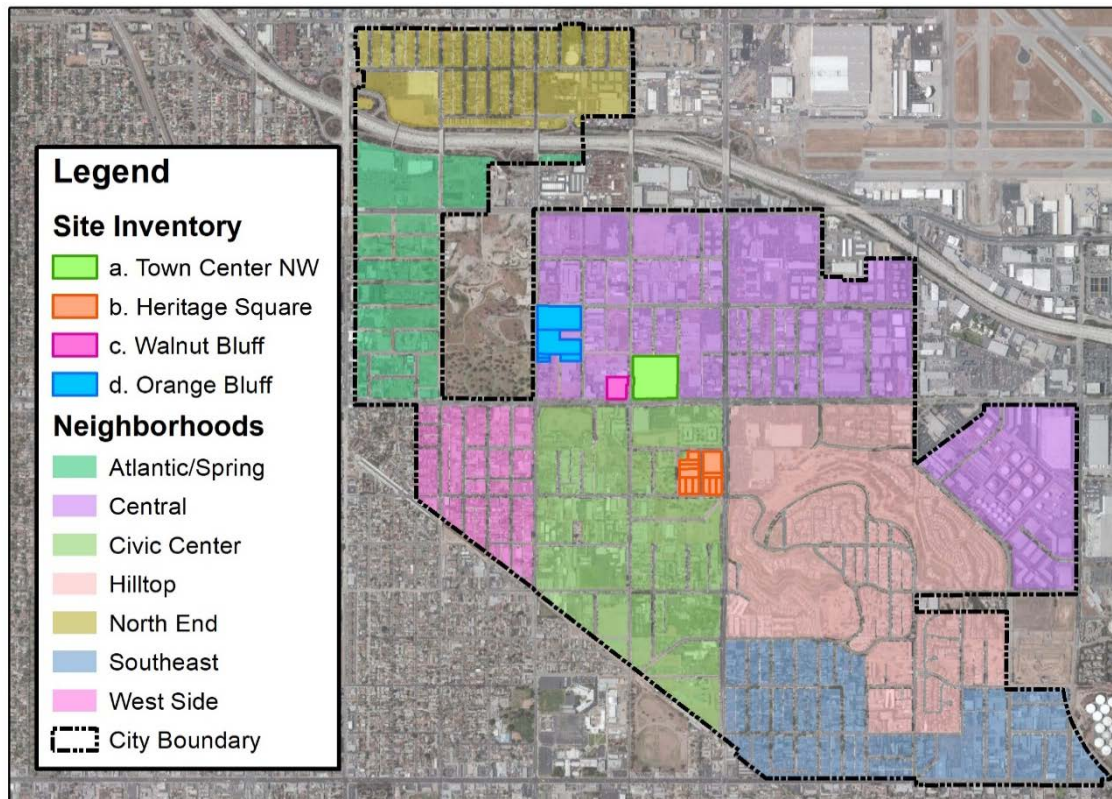 Legend
Site Inventory
a. Town Center NW
b. Heritage Square
c. Walnut Bluff
d. Orange Bluff
Neighborhoods
Atlantic/Spring
Central
Civic Center
Hilltop
North End
Southeast
West Side
City Boundary